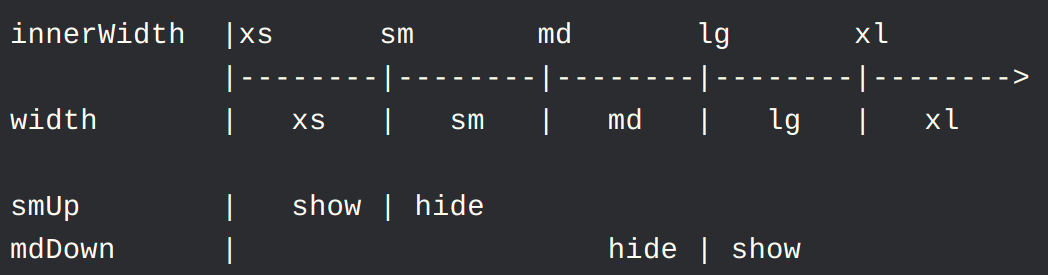 innerWidth  |xs      sm       md       lg       xl
            |--------|--------|--------|--------|-------->
width       |   xs   |   sm   |   md   |   lg   |   xl

smUp        |   show | hide
mdDown      |                     hide | show